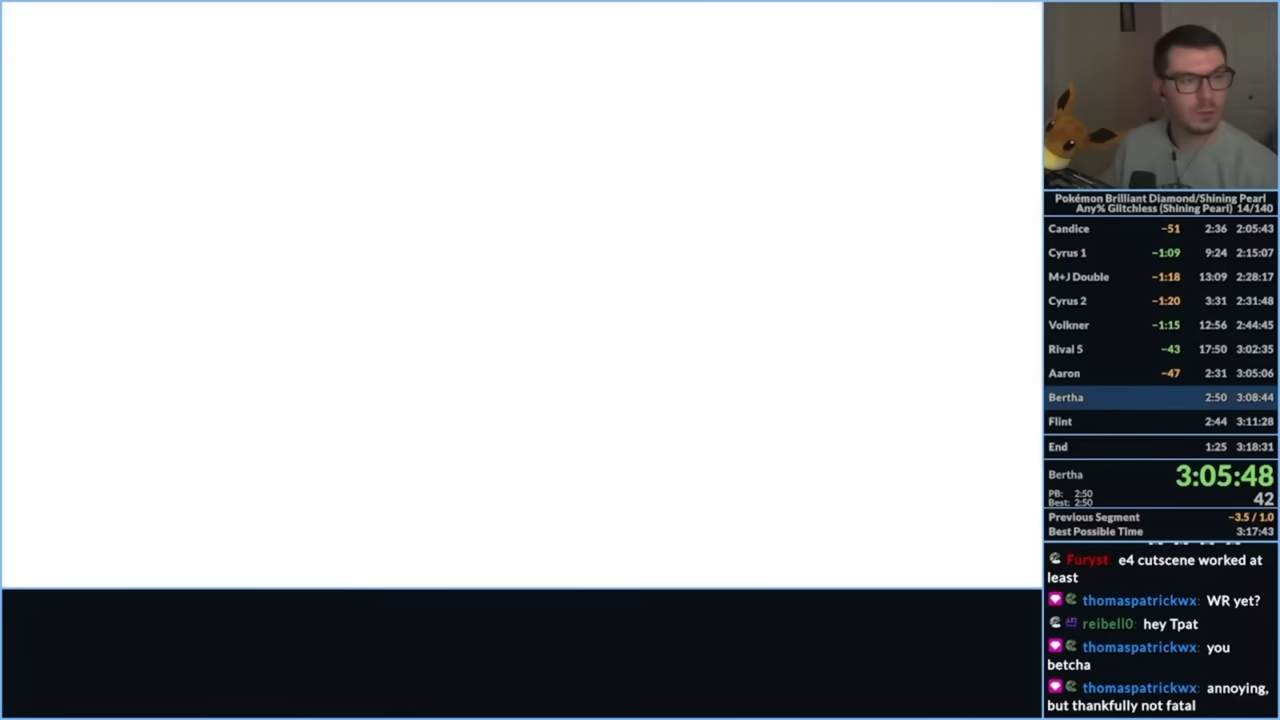 Pokémon Brilliant Diamond/Shining Pearl
Any% Glitchless (Shining Pearl) 14/140
Candice −51 2:36 2:05:43
Cyrus 1 −1:09 9:24 2:15:07
M+J Double −1:18 13:09 2:28:17
Cyrus 2 −1:20 3:31 2:31:48
Volkner −1:15 12:56 2:44:45
Rival 5 −43 17:50 3:02:35
Aaron −47 2:31 3:05:06
Bertha 2:50 3:08:44
Flint 2:44 3:11:28
End 1:25 3:18:31
Bertha 3:05:48
PB: 2:50
Best: 2:50 42
Previous Segment −3.5 / 1.0
Best Possible Time 3:17:43
Furyst: e4 cutscene worked at
least
thomaspatrickwx: WR yet?
reibell0: hey Tpat
thomaspatrickwx: you
betcha
thomaspatrickwx: annoying,
but thankfully not fatal